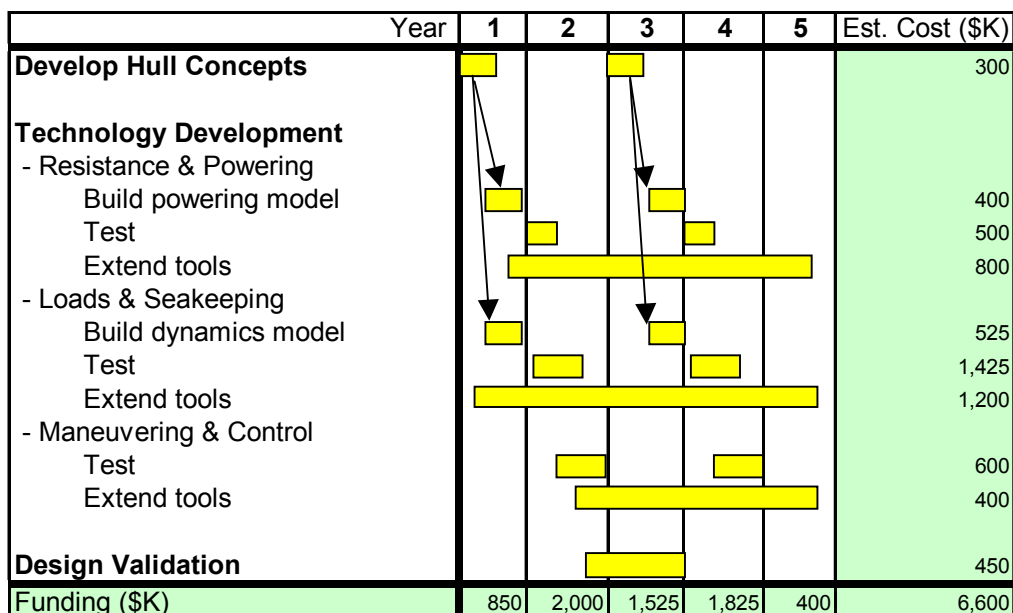 Year 1 2 3 4 5 Est. Cost ($K)
Develop Hull Concepts 300
Technology Development
- Resistance & Powering
Build powering model 400
Test 500
Extend tools 800
- Loads & Seakeeping
Build dynamics model 525
Test 1,425
Extend tools 1,200
- Maneuvering & Control
Test 600
Extend tools 400
Design Validation 450
Funding ($K) 850 2,000 1,525 1,825 400 6,600